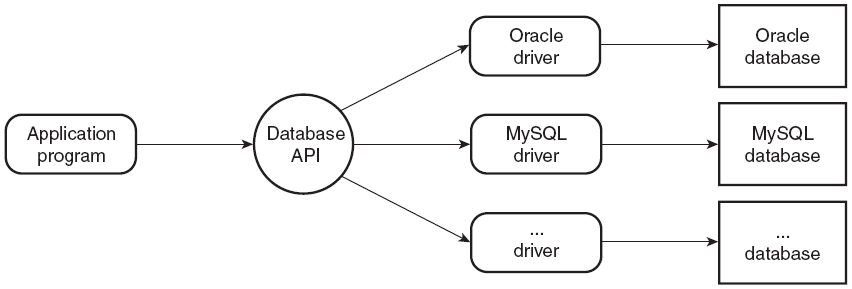 Application
program
Database
API
Oracle
driver
Oracle
database
MySQL
driver
MySQL
database
...
driver
...
database